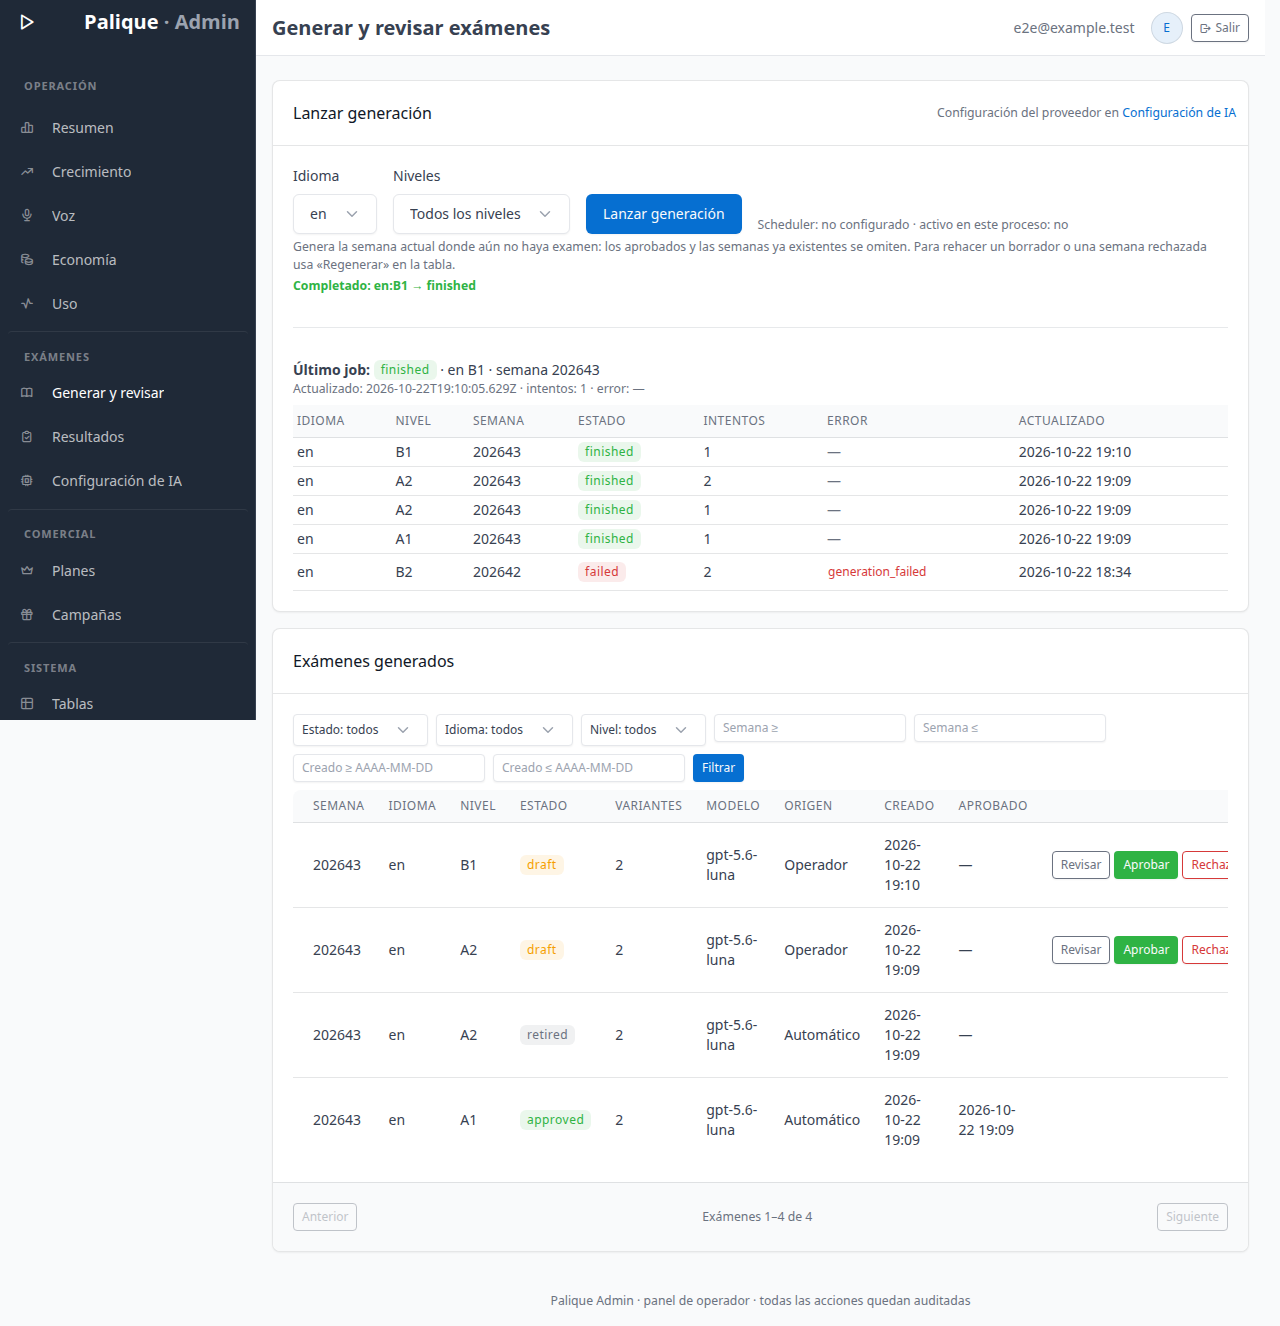 Palique · Admin
OPERACIÓN
Resumen
Crecimiento
Voz
Economía
Uso
EXÁMENES
Generar y revisar
Resultados
Configuración de IA
COMERCIAL
Planes
Campañas
SISTEMA
Tablas
Generar y revisar exámenes
e2e@example.test E Salir
Lanzar generación
Configuración del proveedor en Configuración de IA
Idioma Niveles
en Todos los niveles Lanzar generación Scheduler: no configurado · activo en este proceso: no
Genera la semana actual donde aún no haya examen: los aprobados y las semanas ya existentes se omiten. Para rehacer un borrador o una semana rechazada
usa «Regenerar» en la tabla.
Completado: en:B1 → finished
Último job: finished · en B1 · semana 202643
Actualizado: 2026-10-22T19:10:05.629Z · intentos: 1 · error: —
IDIOMA NIVEL SEMANA ESTADO INTENTOS ERROR ACTUALIZADO
en B1 202643 finished 1 — 2026-10-22 19:10
en A2 202643 finished 2 — 2026-10-22 19:09
en A2 202643 finished 1 — 2026-10-22 19:09
en A1 202643 finished 1 — 2026-10-22 19:09
en B2 202642 failed 2 generation_failed 2026-10-22 18:34
Exámenes generados
Estado: todos Idioma: todos Nivel: todos Semana ≥ Semana ≤
Creado ≥ AAAA-MM-DD Creado ≤ AAAA-MM-DD Filtrar
SEMANA IDIOMA NIVEL ESTADO VARIANTES MODELO ORIGEN CREADO APROBADO
202643 en B1 draft 2 gpt-5.6-luna Operador 2026-10-22 19:10 — Revisar Aprobar Rechaz
202643 en A2 draft 2 gpt-5.6-luna Operador 2026-10-22 19:09 — Revisar Aprobar Rechaz
202643 en A2 retired 2 gpt-5.6-luna Automático 2026-10-22 19:09 —
202643 en A1 approved 2 gpt-5.6-luna Automático 2026-10-22 19:09 2026-10-22 19:09
Anterior Exámenes 1–4 de 4 Siguiente
Palique Admin · panel de operador · todas las acciones quedan auditadas